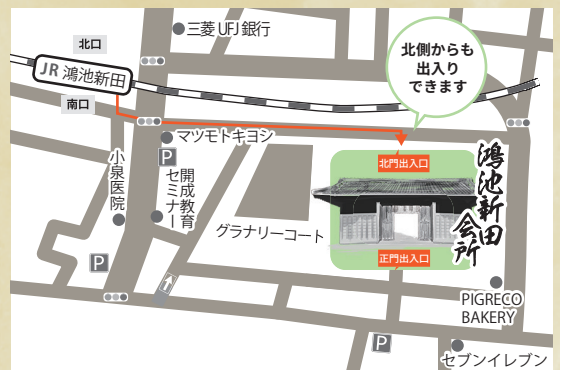 三菱UFJ銀行
北口
JR 鴻池新田
南口
北側からも
出入り
できます
マツモトキヨシ
P
小泉医院
開成教育
セミナー
北門出入口
鴻池新田
会所
グラナリーコート
正門出入口
P
PIGRECO
BAKERY
P
セブンイレブン